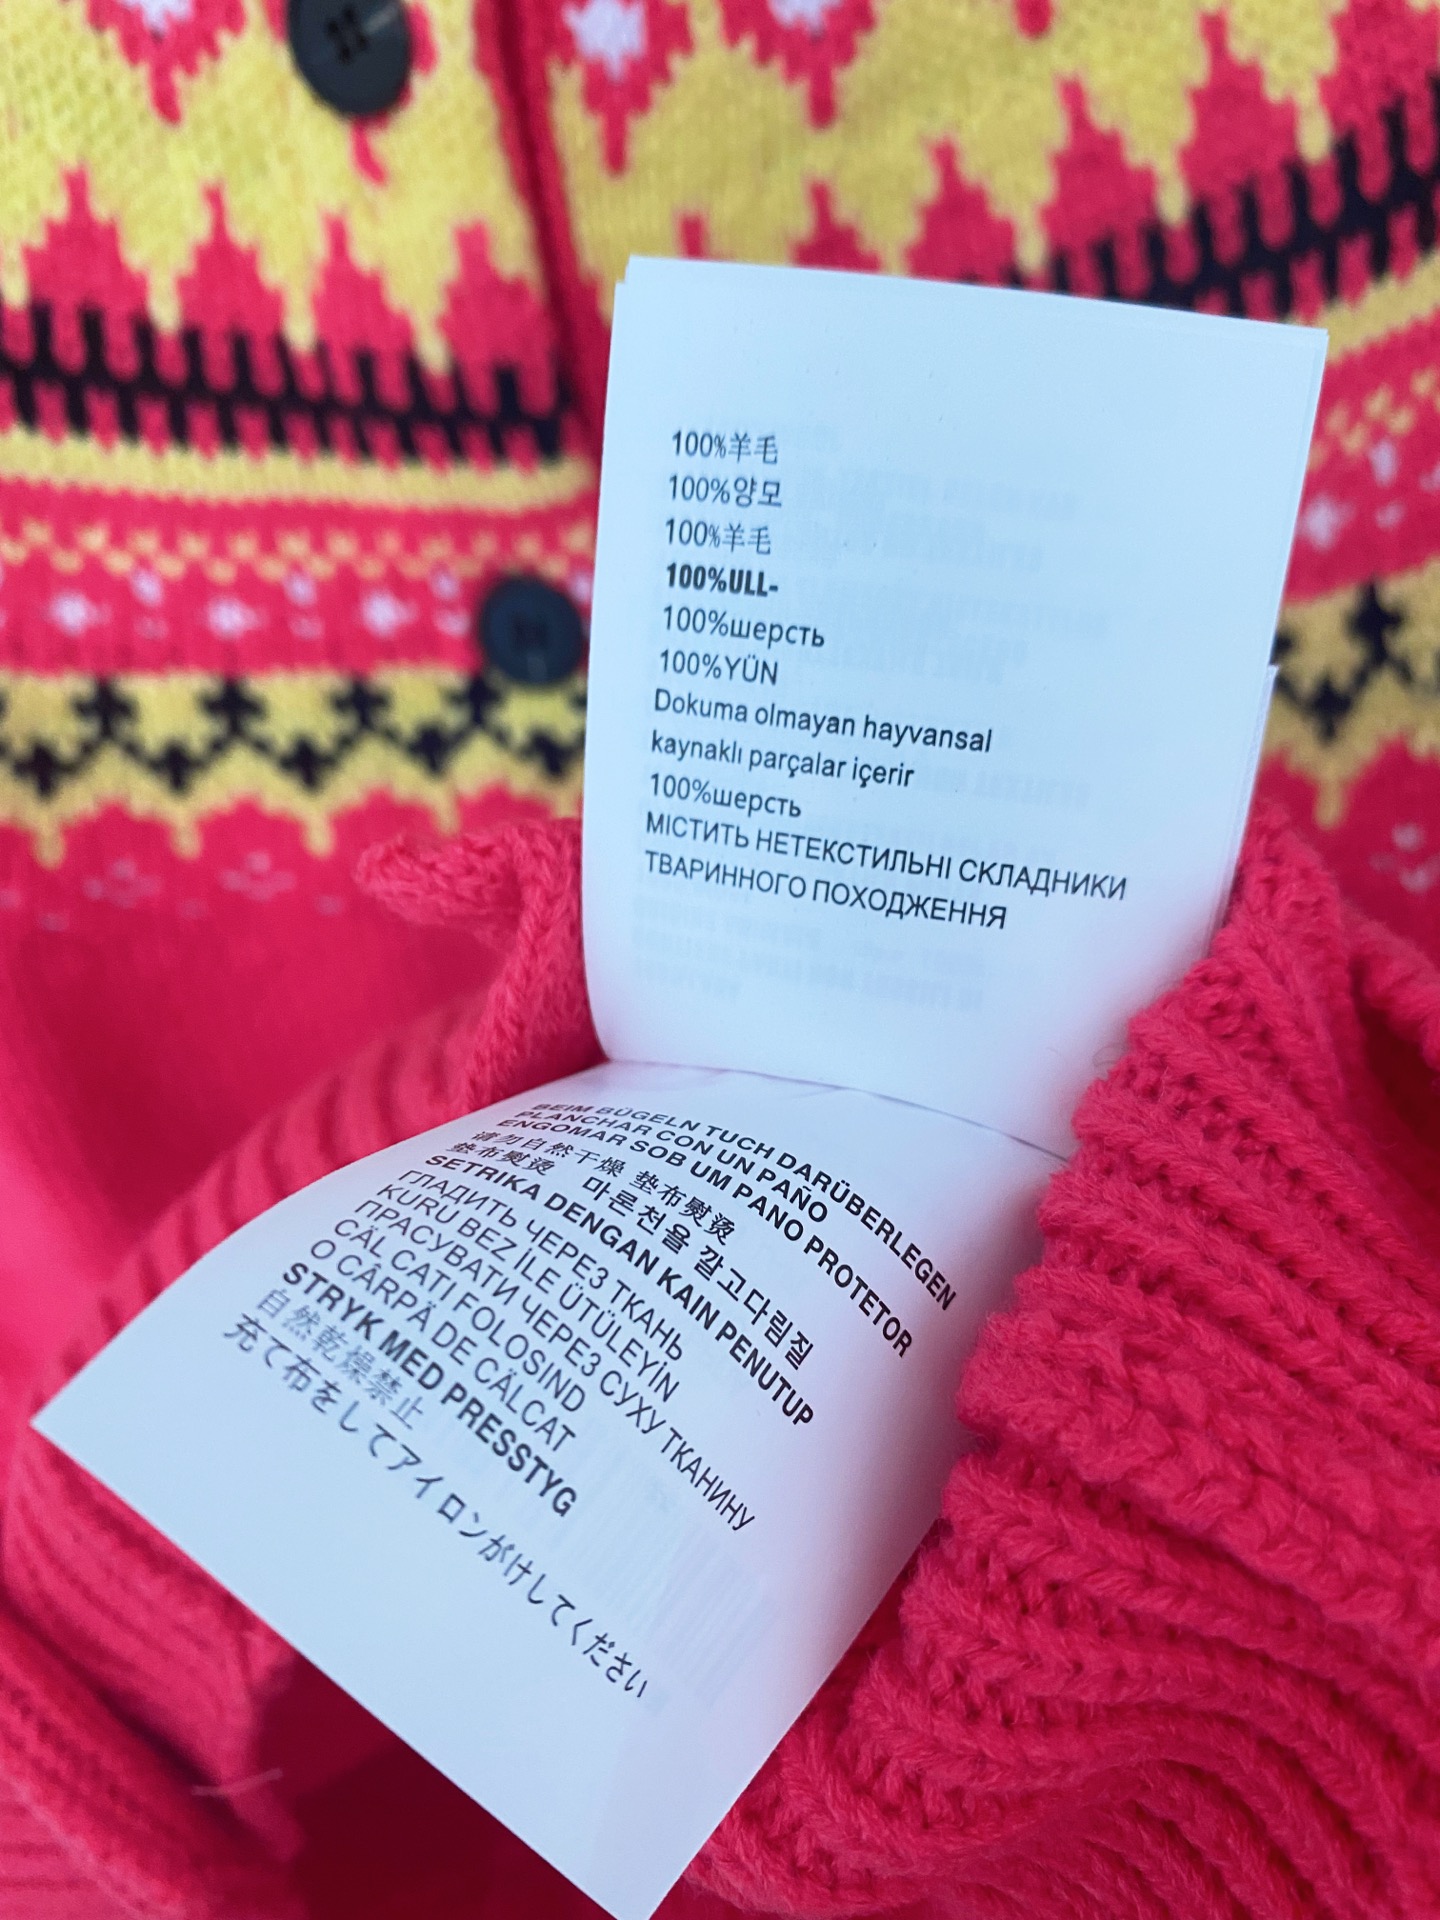 100%羊毛
100%양모
100%羊毛
100%ULL-
100%шерсть
100%YÜN
Dokuma olmayan hayvansal
kaynaklı parçalar içerir
100%шерсть
МІСТИТЬ НЕТЕКСТИЛЬНІ СКЛАДНИКИ
ТВАРИННОГО ПОХОДЖЕННЯ
BEIM BÜGELN TUCH DARÜBERLEGEN
PLANCHAR CON UN PAÑO
ENGOMAR SOB UM PANO PROTETOR
请勿自然干燥 垫布熨烫
垫布熨烫 마른천을 깔고다림질
SETRIKA DENGAN KAIN PENUTUP
ГЛАДИТЬ ЧЕРЕЗ ТКАНЬ
KURU BEZ İLE ÜTÜLEYİN
ПРАСУВАТИ ЧЕРЕЗ СУХУ ТКАНИНУ
CĂL CATI FOLOSIND
O CÂRPĂ DE CĂLCAT
STRYK MED PRESSTYG
自然乾燥禁止
充て布をしてアイロンがけしてください